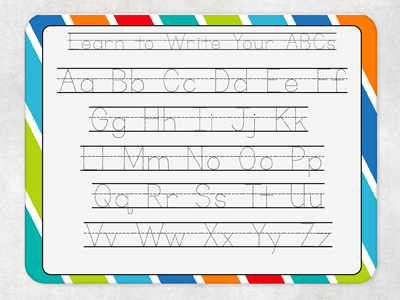 Learn to Write Your ABCs
Aa Bb Cc Dd Ee Ff
Gg Hh Ii Jj Kk
Ll Mm Nn Oo Pp
Qq Rr Ss Tt Uu
Vv Ww Xx Yy Zz